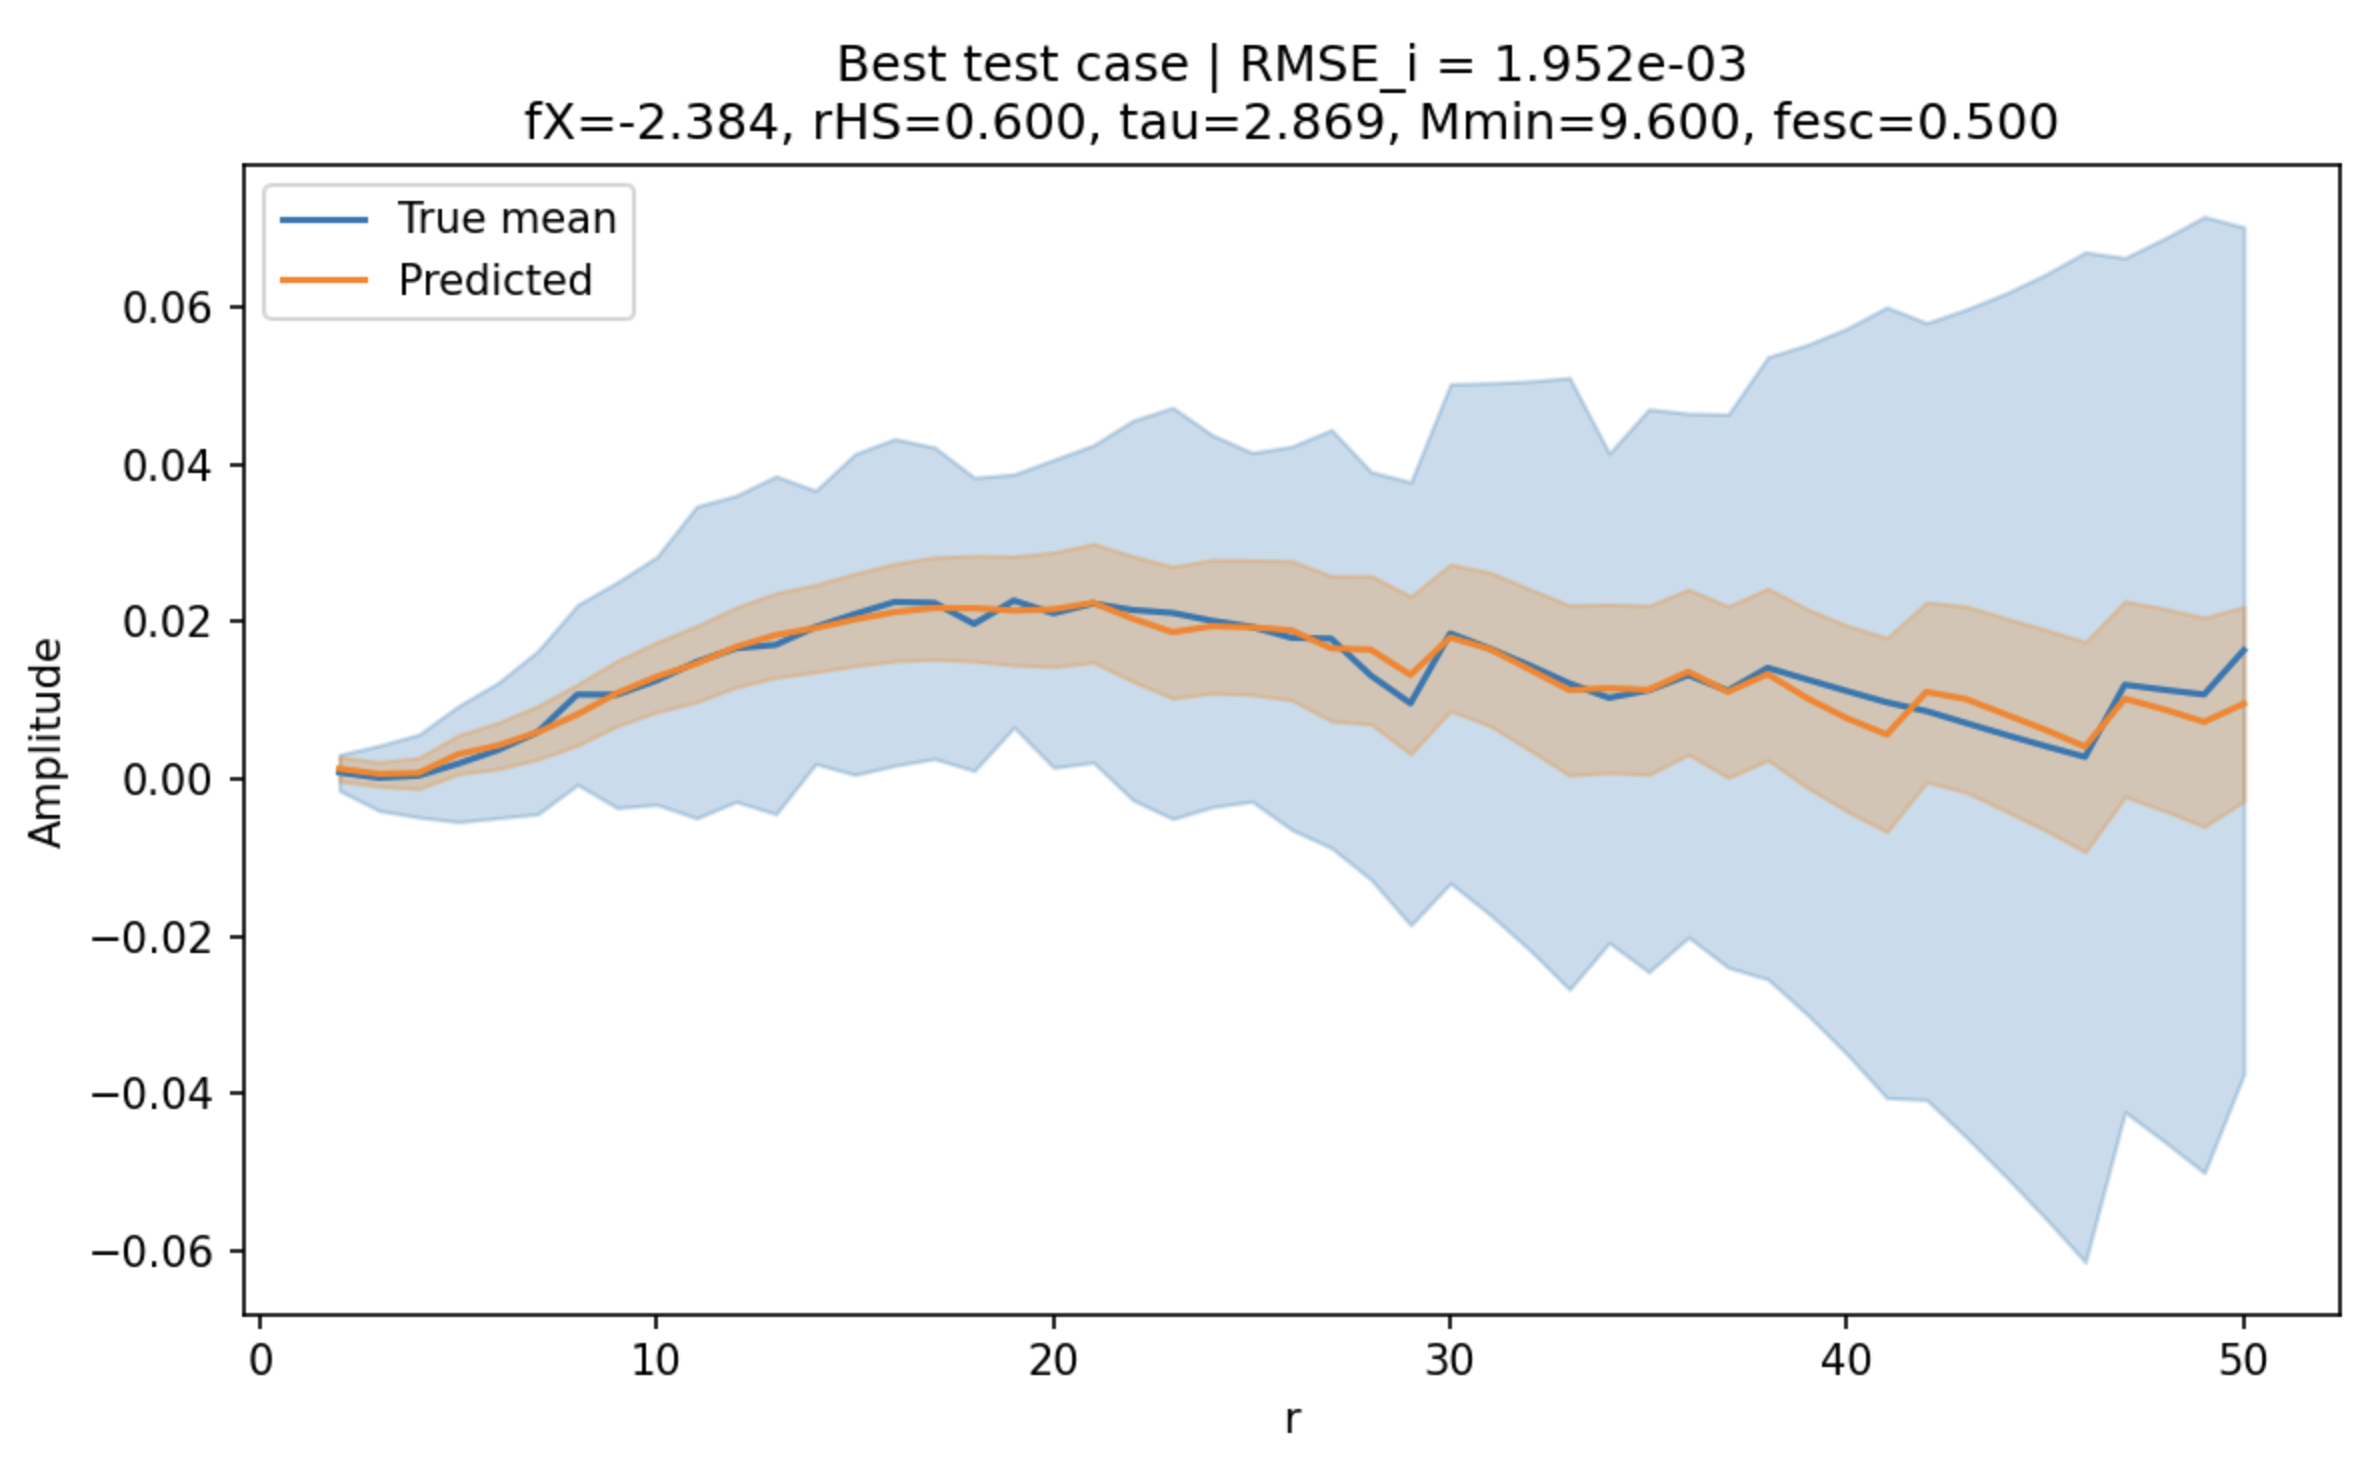 Best test case | RMSE_i = 1.952e-03
fX=-2.384, rHS=0.600, tau=2.869, Mmin=9.600, fesc=0.500
True mean
Predicted
0.06
0.04
0.02
0.00
−0.02
−0.04
−0.06
Amplitude
0 10 20 30 40 50
r